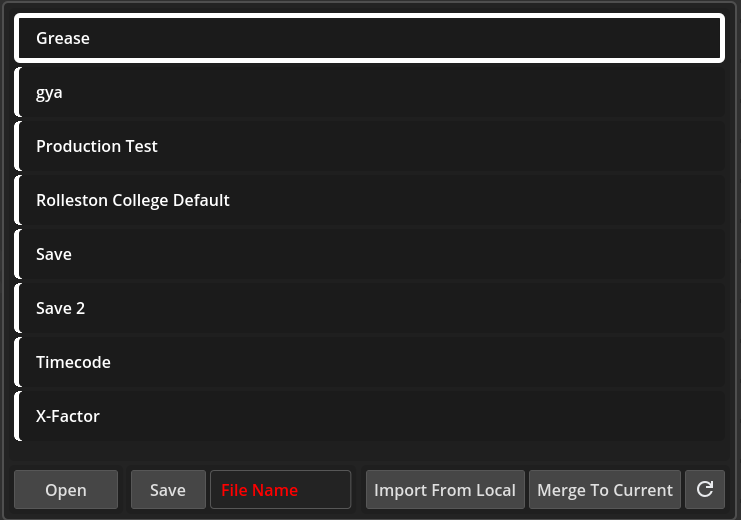 Grease
gya
Production Test
Rolleston College Default
Save
Save 2
Timecode
X-Factor
Open Save File Name Import From Local Merge To Current